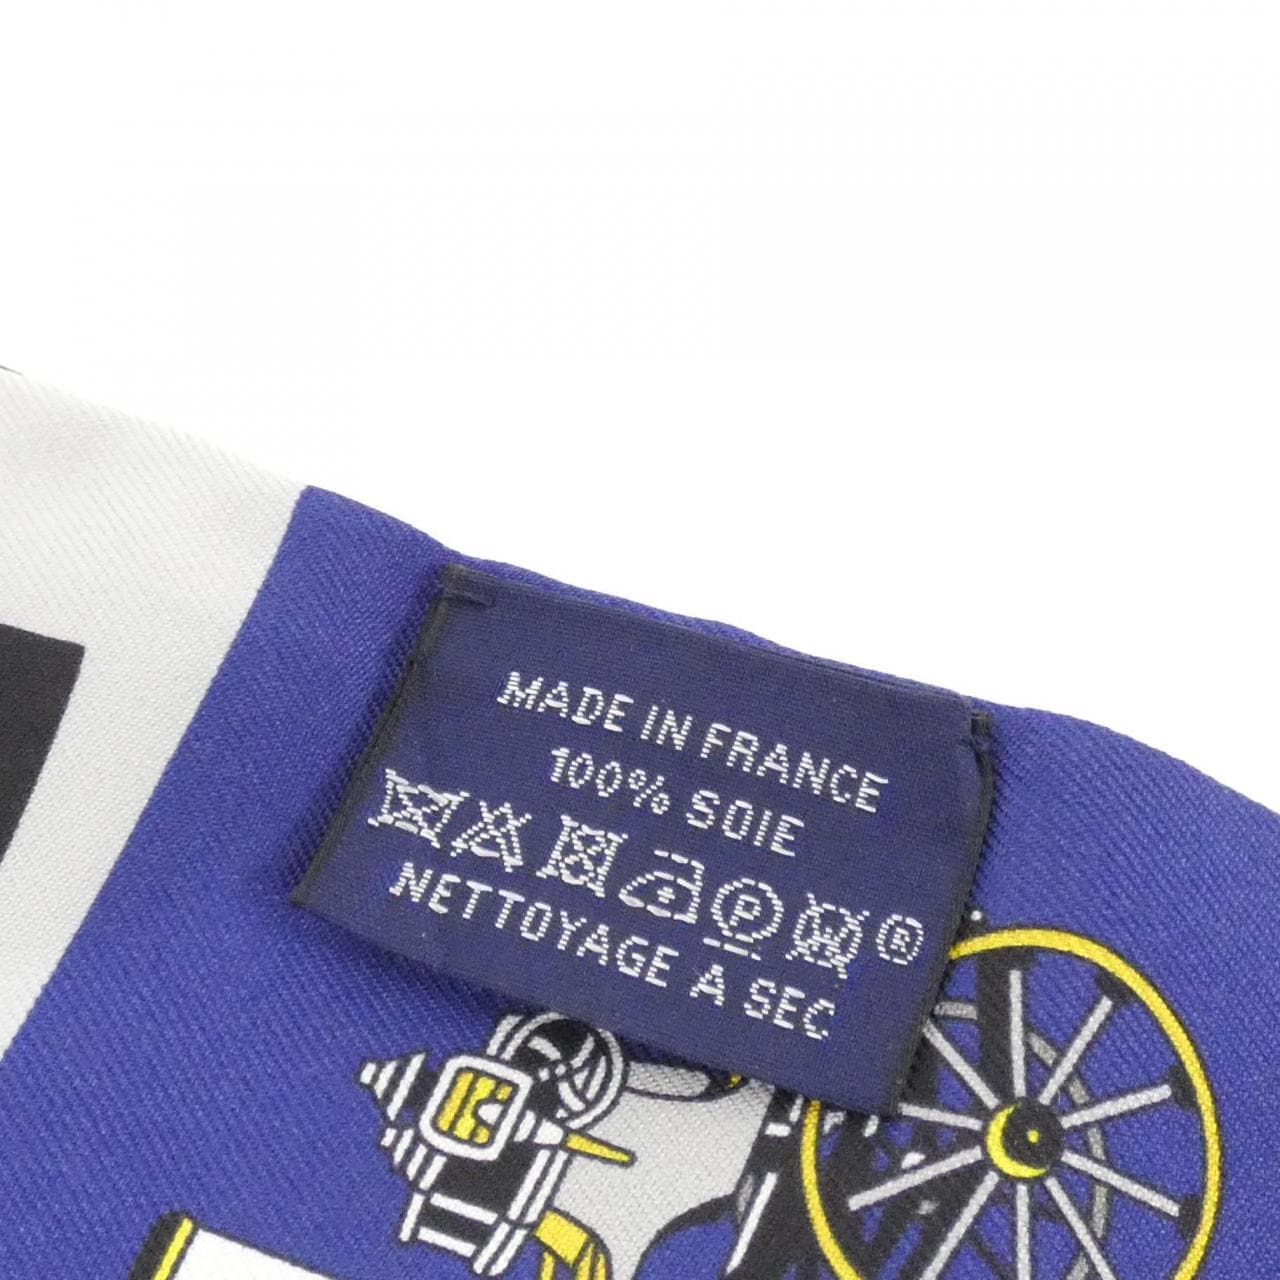 MADE IN FRANCE
100% SOIE
P ®
NETTOYAGE A SEC